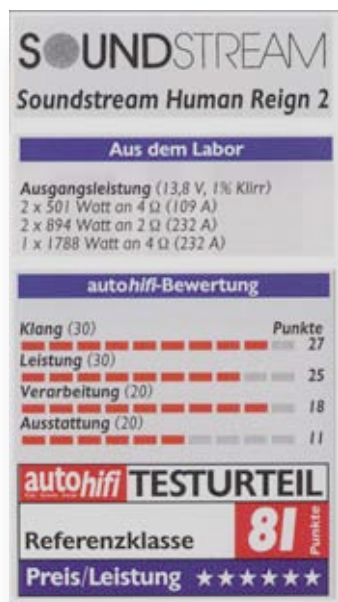 SOUNDSTREAM
Soundstream Human Reign 2
Aus dem Labor
Ausgangsleistung (13,8 V, 1% Klirr)
2 x 501 Watt an 4 Ω (109 A)
2 x 894 Watt an 2 Ω (232 A)
1 x 1788 Watt an 4 Ω (232 A)
autohifi-Bewertung
Klang (30) Punkte
27
Leistung (30)
25
Verarbeitung (20)
18
Ausstattung (20)
11
autohifi TESTURTEIL
Referenzklasse 81 Punkte
Preis/Leistung ★★★★★★